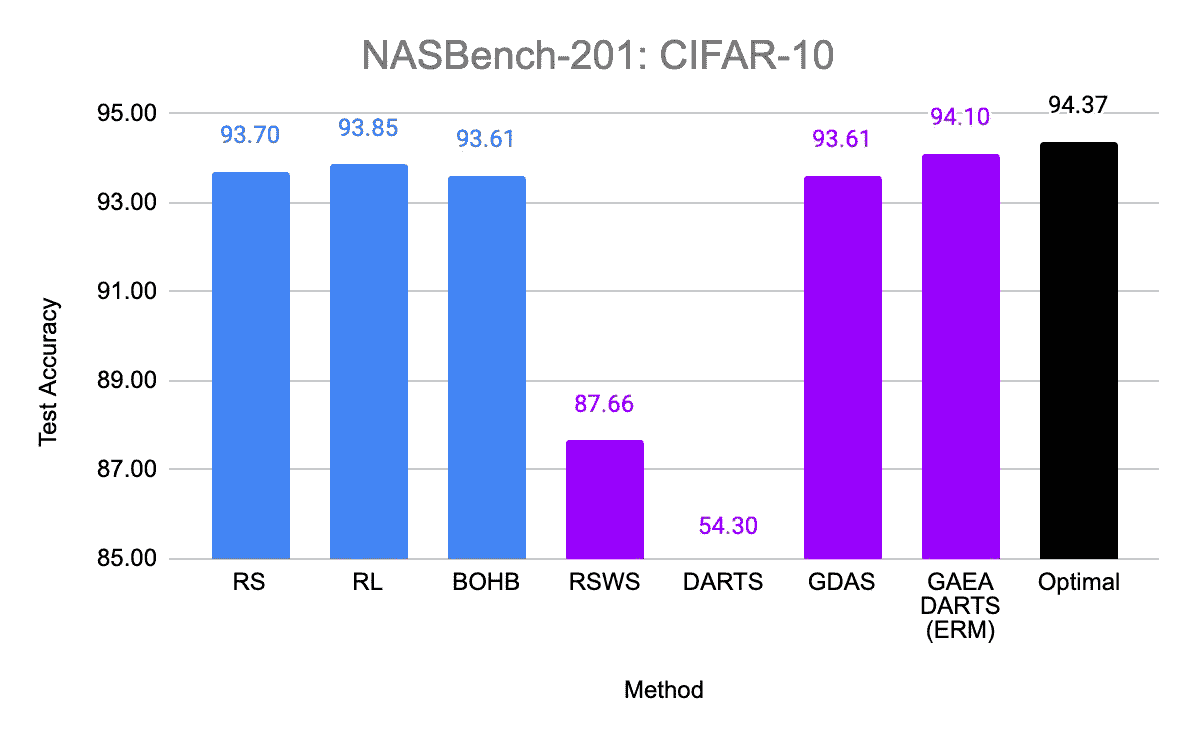 NASBench-201: CIFAR-10
Test Accuracy
95.00
93.00
91.00
89.00
87.00
85.00
93.70
93.85
93.61
87.66
54.30
93.61
94.10
94.37
RS
RL
BOHB
RSWS
DARTS
GDAS
GAEA
DARTS
(ERM)
Optimal
Method